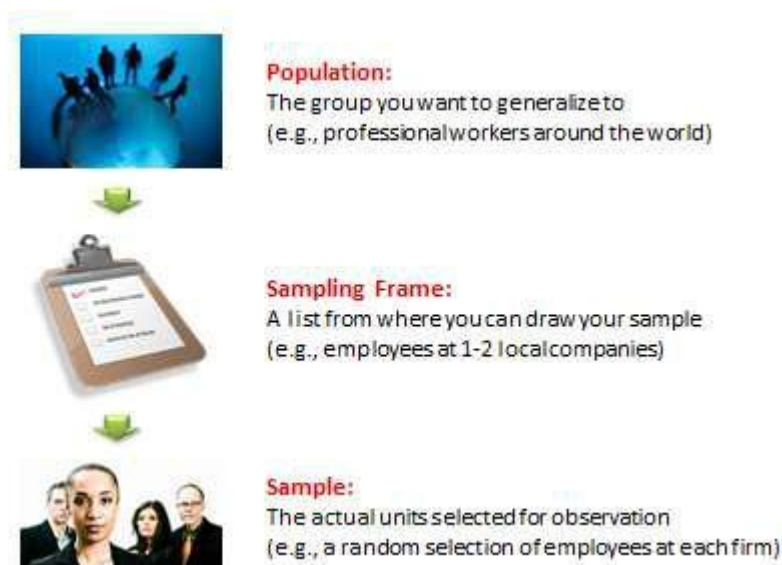 Population:
The group you want to generalize to
(e.g., professional workers around the world)
Sampling Frame:
A list from where you can draw your sample
(e.g., employees at 1-2 local companies)
Sample:
The actual units selected for observation
(e.g., a random selection of employees at each firm)